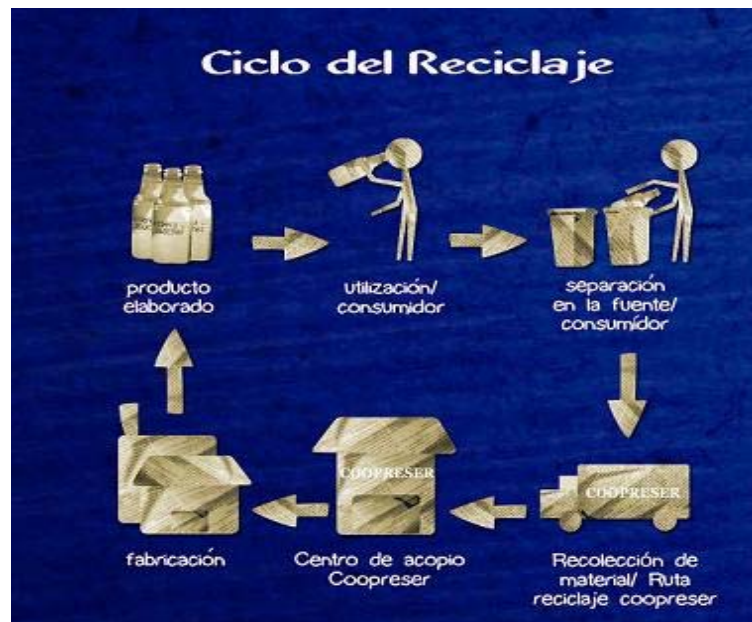 Ciclo del Reciclaje
producto
elaborado
utilización/
consumidor
separación
en la fuente/
consumídor
COOPRESER
COOPRESER
fabricación
Centro de acopio
Coopreser
Recolección de
material/ Ruta
reciclaje coopreser